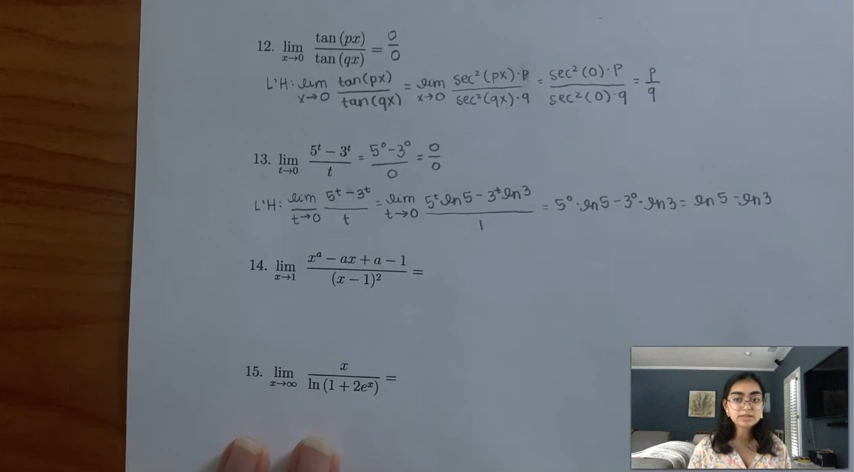 12. lim x→0 tan (px) / tan (qx) = 0/0
L'H: lim x→0 tan(px) / tan(qx) = lim x→0 sec²(px)·p / sec²(qx)·q = sec²(0)·p / sec²(0)·q = p/q
13. lim t→0 5ᵗ − 3ᵗ / t = 5⁰−3⁰ / 0 = 0/0
L'H: lim t→0 5ᵗ−3ᵗ / t = lim t→0 5ᵗ ln5 − 3ᵗ ln3 / 1 = 5⁰·ln5 − 3⁰·ln3 = ln5 − ln3
14. lim x→1 xᵃ − ax + a − 1 / (x − 1)² =
15. lim x→∞ x / ln (1 + 2eˣ) =